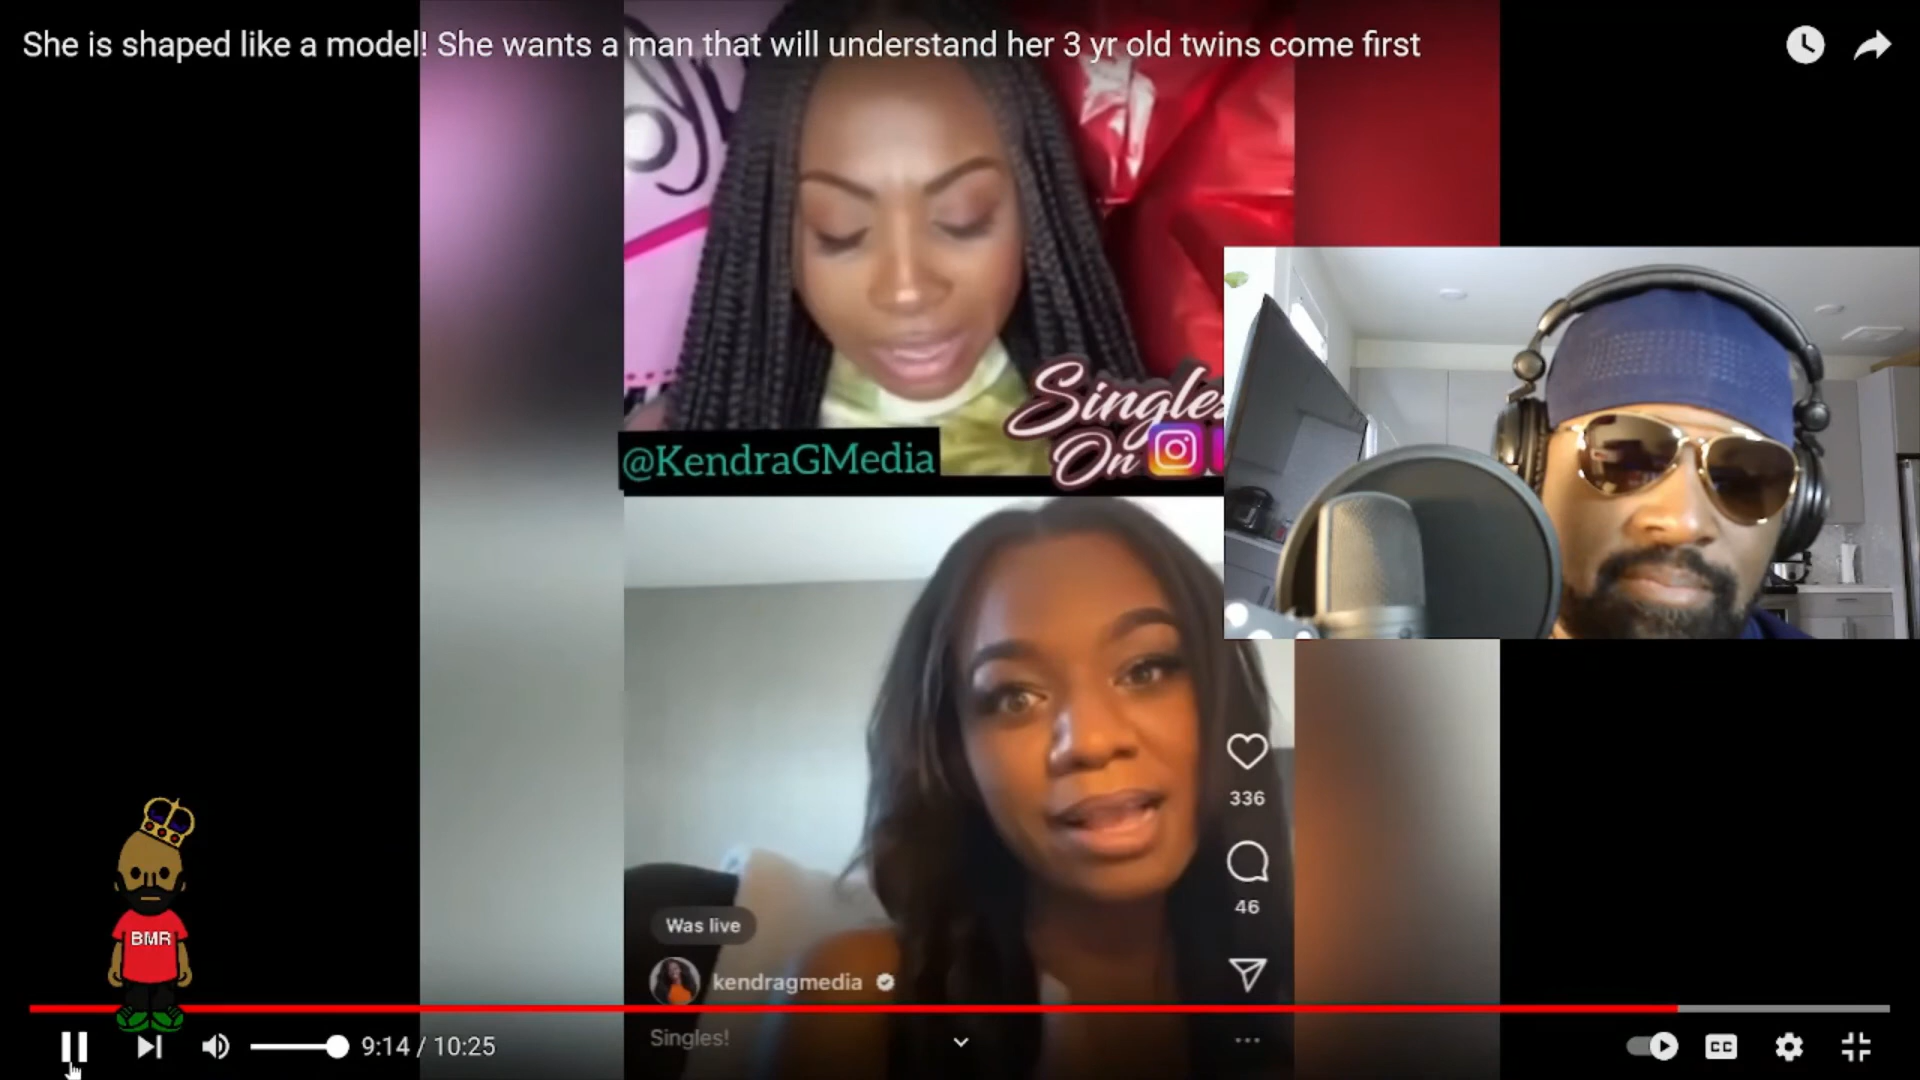 She is shaped like a model! She wants a man that will understand her 3 yr old twins come first
@KendraGMedia
Singles
On
336
46
Was live
kendragmedia
Singles!
BMR
9:14 / 10:25
CC